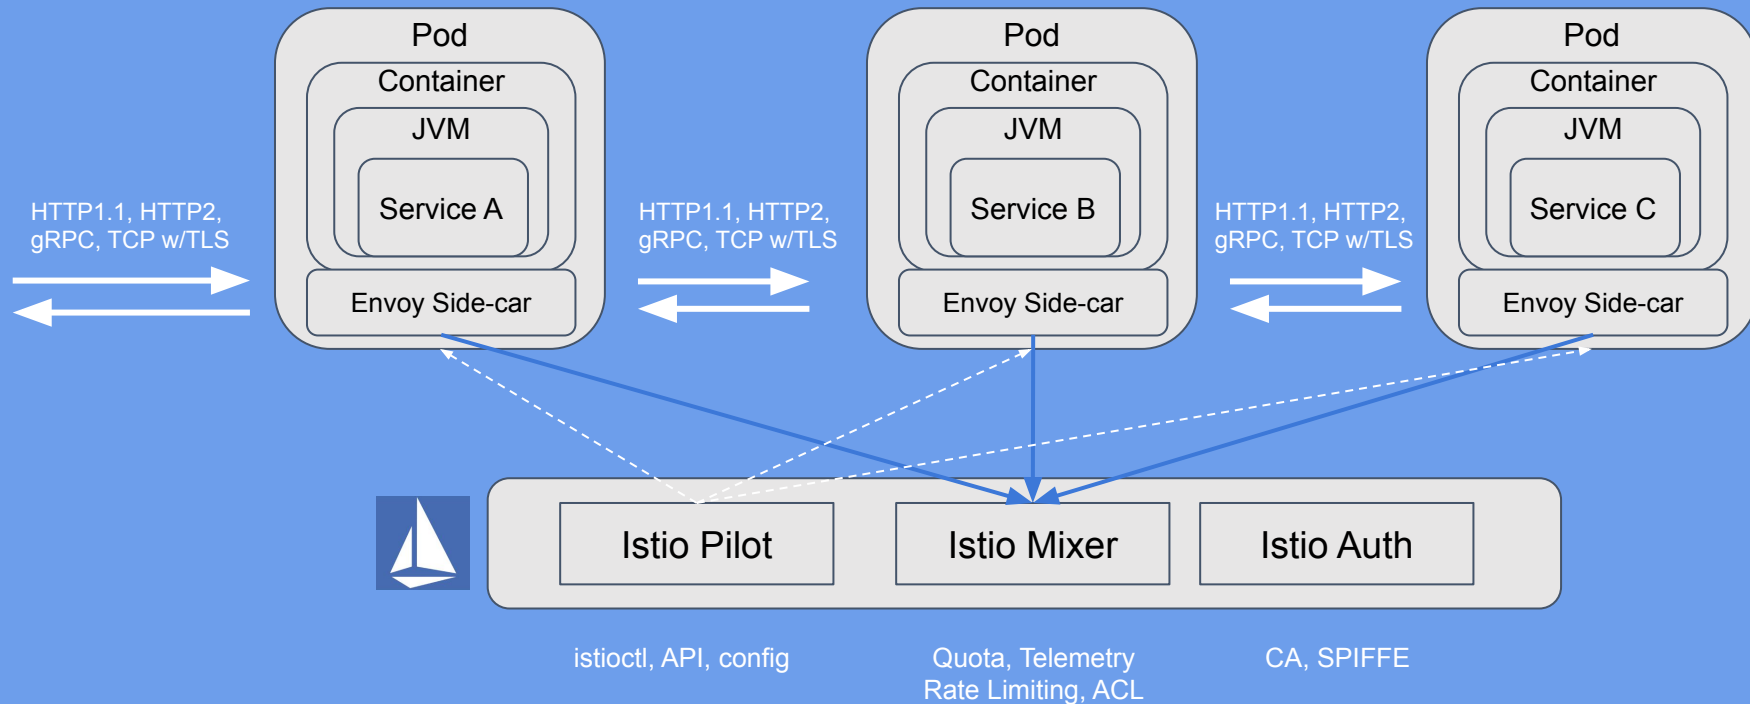 Pod
Container
JVM
Service A
Envoy Side-car
Pod
Container
JVM
Service B
Envoy Side-car
Pod
Container
JVM
Service C
Envoy Side-car
HTTP1.1, HTTP2,
gRPC, TCP w/TLS
HTTP1.1, HTTP2,
gRPC, TCP w/TLS
HTTP1.1, HTTP2,
gRPC, TCP w/TLS
Istio Pilot
Istio Mixer
Istio Auth
istioctl, API, config
Quota, Telemetry
Rate Limiting, ACL
CA, SPIFFE